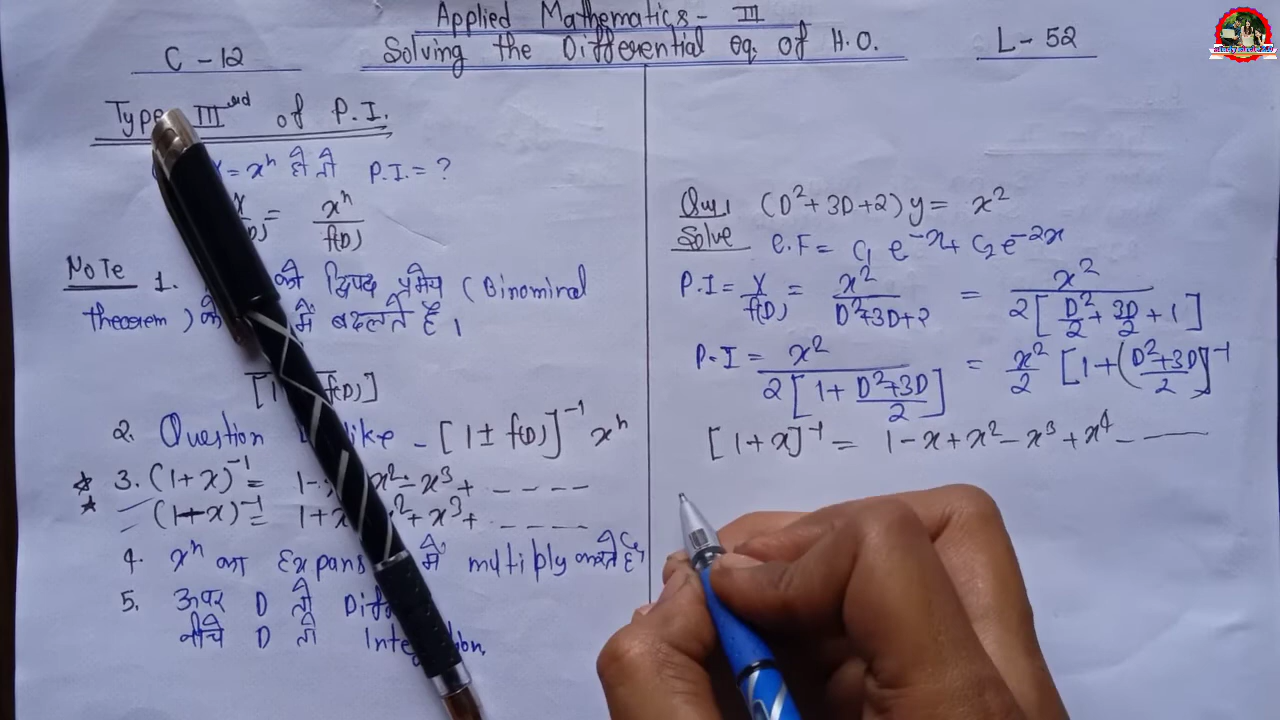 Applied Mathematics - III
C - 12
Solving the Differential eq. of H.O.
L - 52
Type IIIrd of P.I.
= xⁿ हो तो P.I. = ?
= xⁿ/f(D)
NoTe 1. को द्विपद प्रमेय (Binomial
theorem) में बदलते है।
f(D)]
2. Question like - [1 ± f(D)]⁻¹ xⁿ
3. (1+x)⁻¹ = 1 - x² - x³ + - - - -
(1-x)⁻¹ = 1+x x² + x³ + - - - -
4. xⁿ का Expans में multiply करते है
5. ऊपर D तो Diff
नीचे D तो Integration.
Que 1 (D² + 3D + 2) y = x²
Solve C.F = C₁ e⁻ˣ + C₂ e⁻²ˣ
P.I = X/f(D) = x²/(D²+3D+2) = x²/2[D²/2 + 3D/2 + 1]
P.I = x²/2[1 + (D²+3D)/2] = x²/2 [1 + (D²+3D/2)]⁻¹
[1+x]⁻¹ = 1 - x + x² - x³ + x⁴ - ——